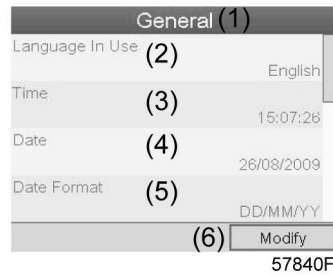 General (1)
Language In Use (2)
English
Time (3)
15:07:26
Date (4)
26/08/2009
Date Format (5)
DD/MM/YY
(6) Modify
57840F